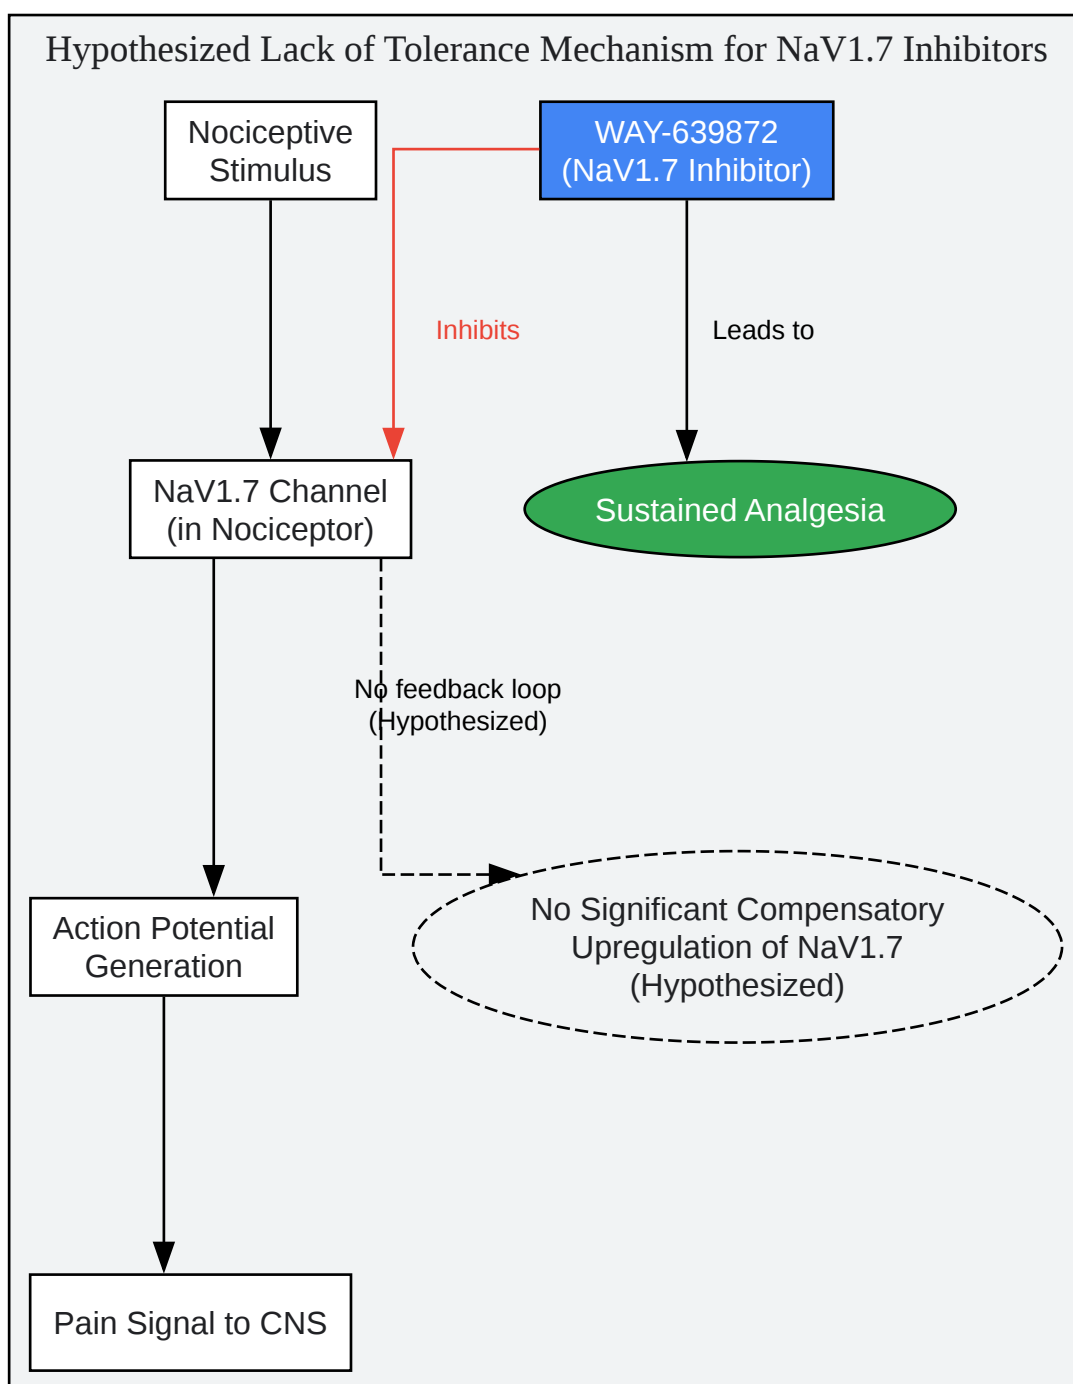 Hypothesized Lack of Tolerance Mechanism for NaV1.7 Inhibitors
Nociceptive
Stimulus
WAY-639872
(NaV1.7 Inhibitor)
Inhibits
Leads to
NaV1.7 Channel
(in Nociceptor)
Sustained Analgesia
No feedback loop
(Hypothesized)
Action Potential
Generation
No Significant Compensatory
Upregulation of NaV1.7
(Hypothesized)
Pain Signal to CNS